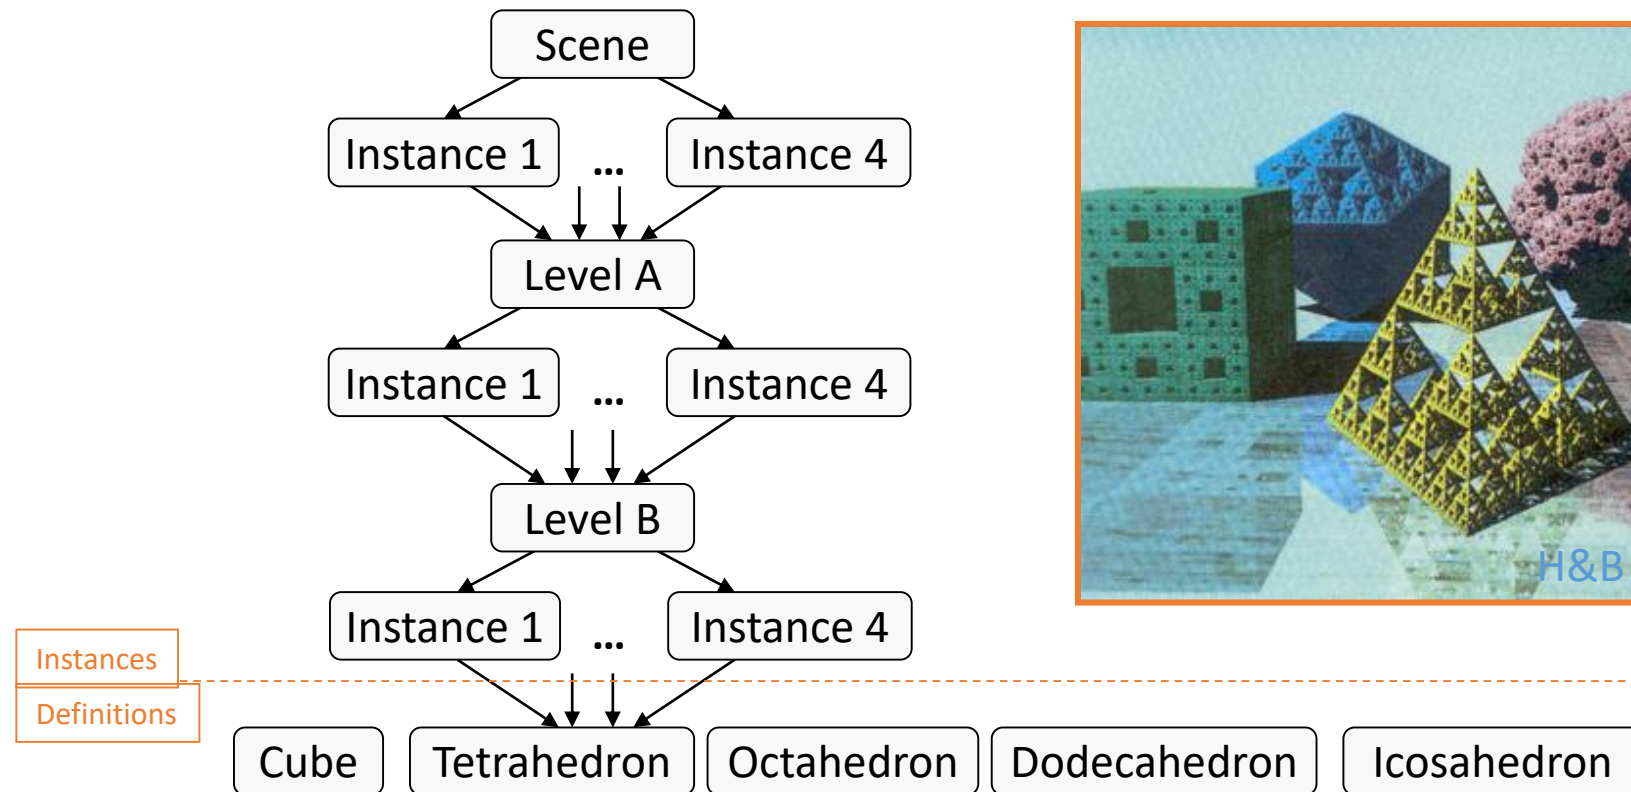 Scene
Instance 1 ... Instance 4
Level A
Instance 1 ... Instance 4
Level B
Instance 1 ... Instance 4
Instances
Definitions
Cube Tetrahedron Octahedron Dodecahedron Icosahedron
H&B